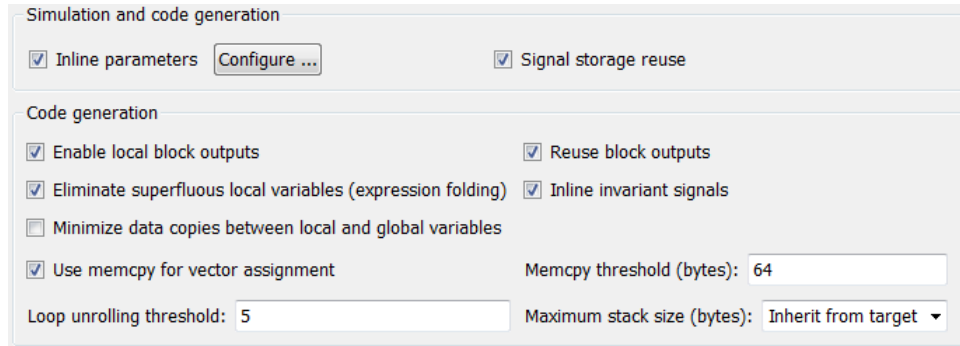 Simulation and code generation
Inline parameters Configure ... Signal storage reuse
Code generation
Enable local block outputs Reuse block outputs
Eliminate superfluous local variables (expression folding) Inline invariant signals
Minimize data copies between local and global variables
Use memcpy for vector assignment Memcpy threshold (bytes): 64
Loop unrolling threshold: 5 Maximum stack size (bytes): Inherit from target